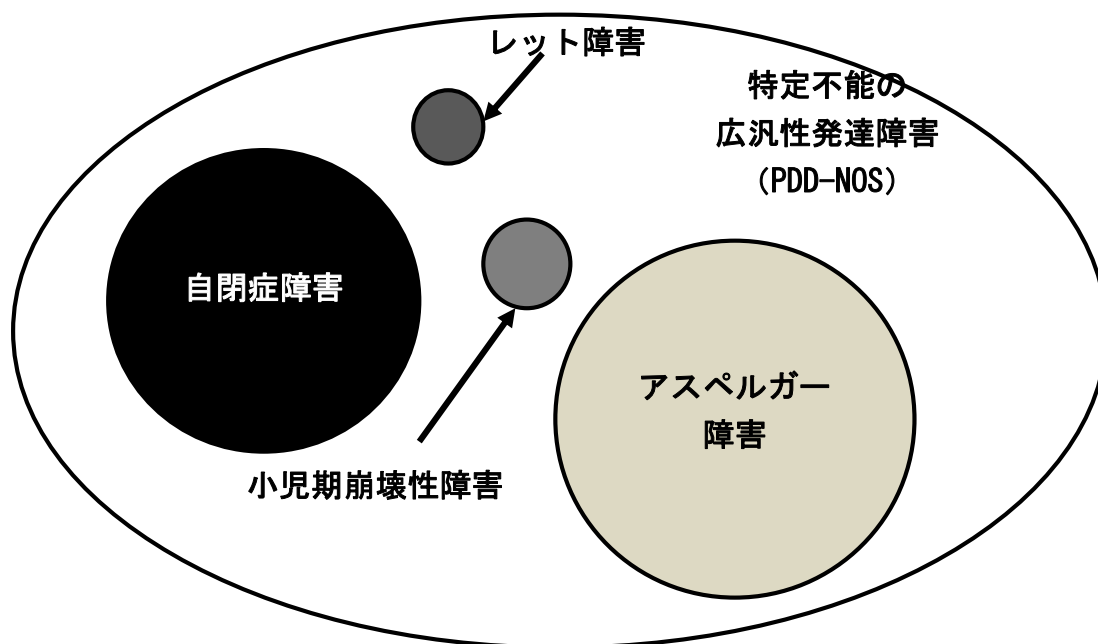 レット障害
特定不能の
広汎性発達障害
（PDD-NOS）
自閉症障害
アスペルガー
障害
小児期崩壊性障害